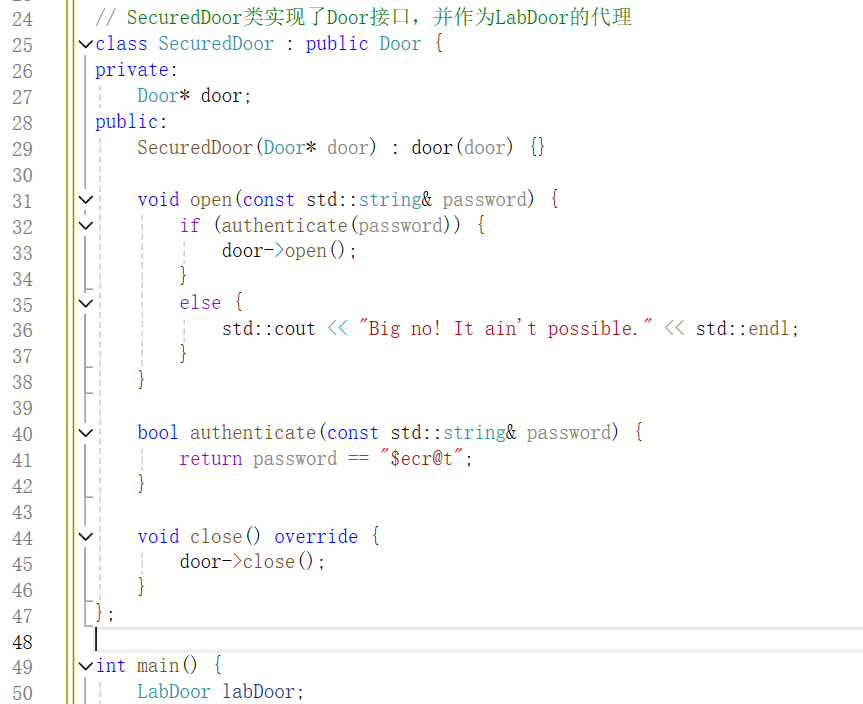 24 // SecuredDoor类实现了Door接口，并作为LabDoor的代理
25 class SecuredDoor : public Door {
26 private:
27 Door* door;
28 public:
29 SecuredDoor(Door* door) : door(door) {}
30
31 void open(const std::string& password) {
32 if (authenticate(password)) {
33 door->open();
34 }
35 else {
36 std::cout << "Big no! It ain't possible." << std::endl;
37 }
38 }
39
40 bool authenticate(const std::string& password) {
41 return password == "$ecr@t";
42 }
43
44 void close() override {
45 door->close();
46 }
47 };
48
49 int main() {
50 LabDoor labDoor;